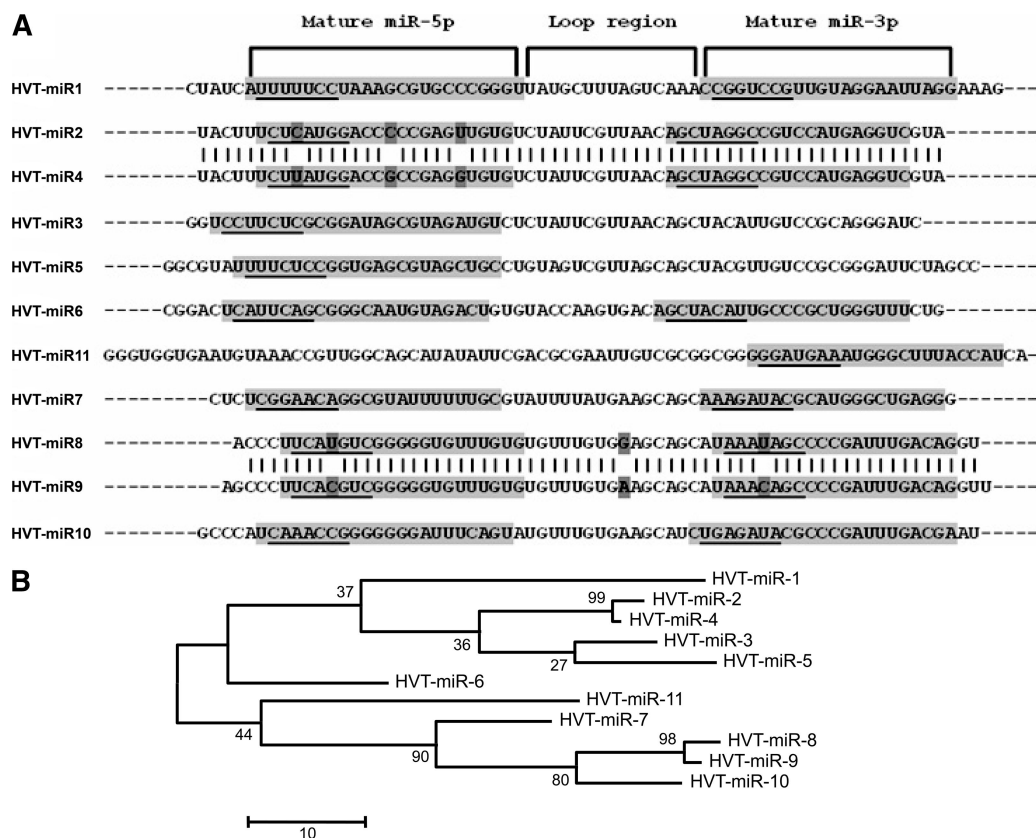 A
Mature miR-5p Loop region Mature miR-3p
HVT-miR1 ------CUAUCAUUUUUCCUAAAGCGUGCCCGGGUUAUGCUUUAGUCAAACCGGUCCGUUGUAGGAAUUAGGAAAG---
HVT-miR2 --------UACUUUCUCAUGGACCCCCGAGUUGUGUCUAUUCGUUAACAGCUAGGCCGUCCAUGAGGUCGUA--------
HVT-miR4 --------UACUUUCUUAUGGACCGCCGAGGUGUGUCUAUUCGUUAACAGCUAGGCCGUCCAUGAGGUCGUA--------
HVT-miR3 -------GGUCCUUCUCGCGGAUAGCGUAGAUGUCUCUAUUCGUUAACAGCUACAUUGUCCGCAGGGAUC----------
HVT-miR5 -----GGCGUAUUUUCUCCGGUGAGCGUAGCUGCCUGUAGUCGUUAGCAGCUACGUUGUCCGCGGGAUUCUAGCC-----
HVT-miR6 -----CGGACUCAUUCAGCGGGCAAUGUAGACUGUGUACCAAGUGACAGCUACAUUGCCCGCUGGGUUUCUG--------
HVT-miR11 GGGUGGUGAAUGUAAACCGUUGGCAGCAUAUAUUCGACGCGAAUUGUCGCGGCGGGGGAUGAAAUGGGCUUUACCAUCA-
HVT-miR7 ---------CUCUCGGAACAGGCGUAUUUUUUGCGUAUUUUAUGAAGCAGCAAAGAUACGCAUGGGCUGAGGG-------
HVT-miR8 -----------ACCCUUCAUGUCGGGGGUGUUUGUGUGUUUGUGGAGCAGCAUAAAUAGCCCCGAUUUGACAGGU-----
HVT-miR9 ----------AGCCCUUCACGUCGGGGGUGUUUGUGUGUUUGUGAAGCAGCAUAAACAGCCCCGAUUUGACAGGUU----
HVT-miR10 --------GCCCAUCAAACCGGGGGGGAUUUCAGUAUGUUUGUGAAGCAUCUGAGAUACGCCCGAUUUGACGAAU-----
B
37
HVT-miR-1
99
HVT-miR-2
HVT-miR-4
36
HVT-miR-3
27
HVT-miR-5
HVT-miR-6
HVT-miR-11
44
HVT-miR-7
90
98
HVT-miR-8
HVT-miR-9
80
HVT-miR-10
10